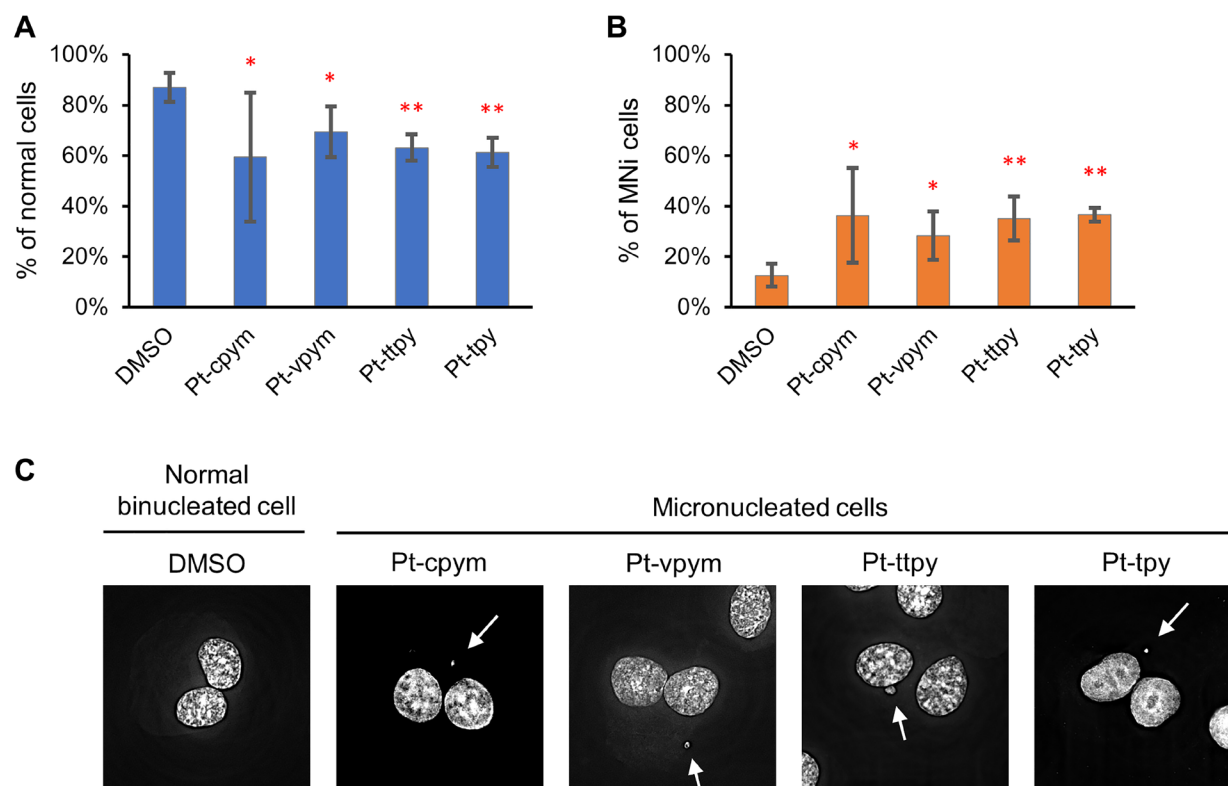 A
% of normal cells
100%
80%
60%
40%
20%
0%
*
*
**
**
DMSO
Pt-cpym
Pt-vpym
Pt-ttpy
Pt-tpy
B
% of MNi cells
100%
80%
60%
40%
20%
0%
*
*
**
**
DMSO
Pt-cpym
Pt-vpym
Pt-ttpy
Pt-tpy
C
Normal
binucleated cell
Micronucleated cells
DMSO
Pt-cpym
Pt-vpym
Pt-ttpy
Pt-tpy